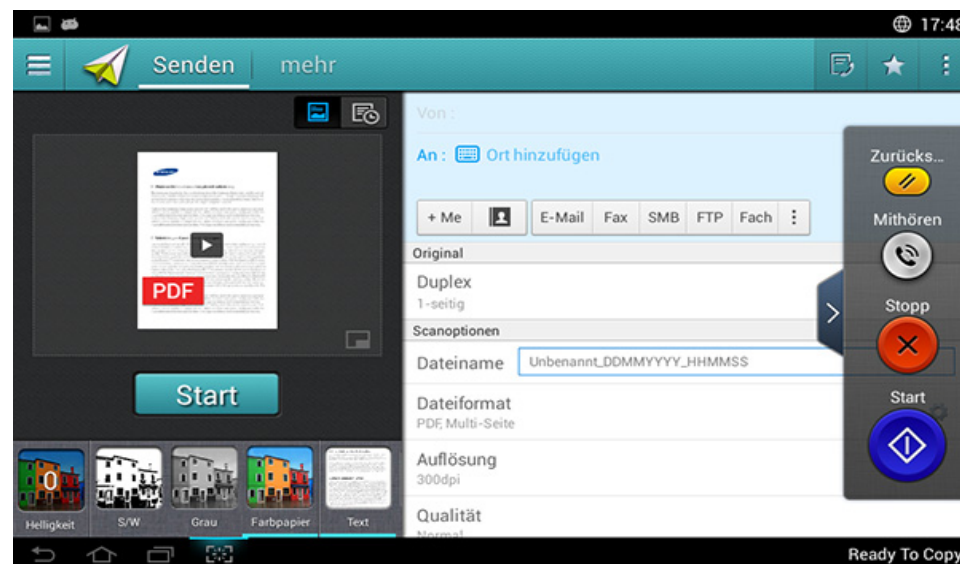 17:48
Senden
mehr
Von :
An : Ort hinzufügen
+ Me
E-Mail
Fax
SMB
FTP
Fach
Original
Duplex
1-seitig
Scanoptionen
Dateiname
Unbenannt_DDMMYYYY_HHMMSS
Dateiformat
PDF, Multi-Seite
Auflösung
300dpi
Qualität
Normal
PDF
Start
0
Helligkeit
S/W
Grau
Farbpapier
Text
Zurücks...
Mithören
Stopp
Start
Ready To Copy